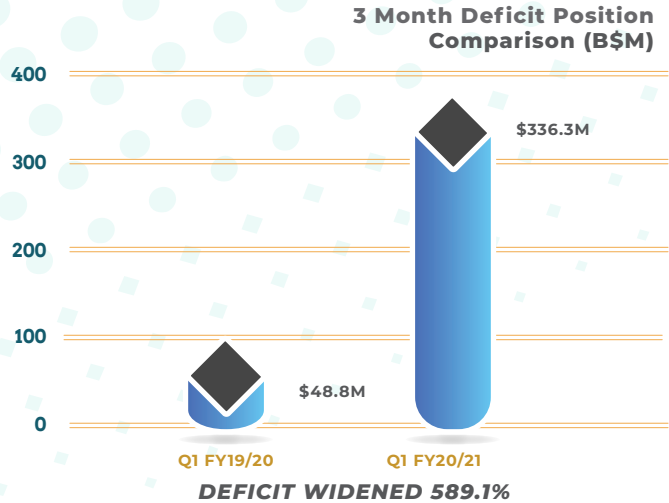 3 Month Deficit Position
Comparison (B$M)
400
300
200
100
0
$336.3M
$48.8M
Q1 FY19/20
Q1 FY20/21
DEFICIT WIDENED 589.1%